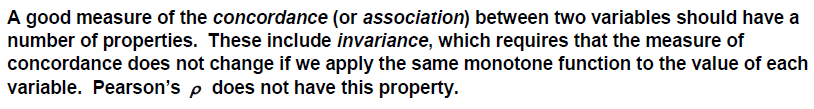 A good measure of the concordance (or association) between two variables should have a
number of properties.  These include invariance, which requires that the measure of
concordance does not change if we apply the same monotone function to the value of each
variable.  Pearson's ρ does not have this property.